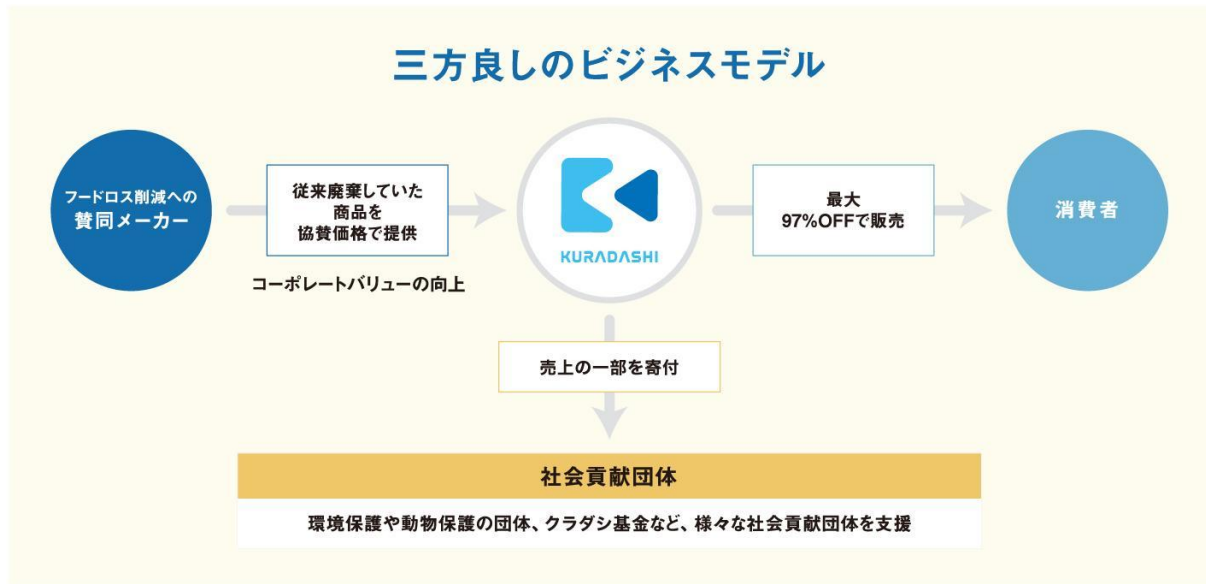 三方良しのビジネスモデル
フードロス削減への
賛同メーカー
従来廃棄していた
商品を
協賛価格で提供
コーポレートバリューの向上
KURADASHI
最大
97%OFFで販売
消費者
売上の一部を寄付
社会貢献団体
環境保護や動物保護の団体、クラダシ基金など、様々な社会貢献団体を支援